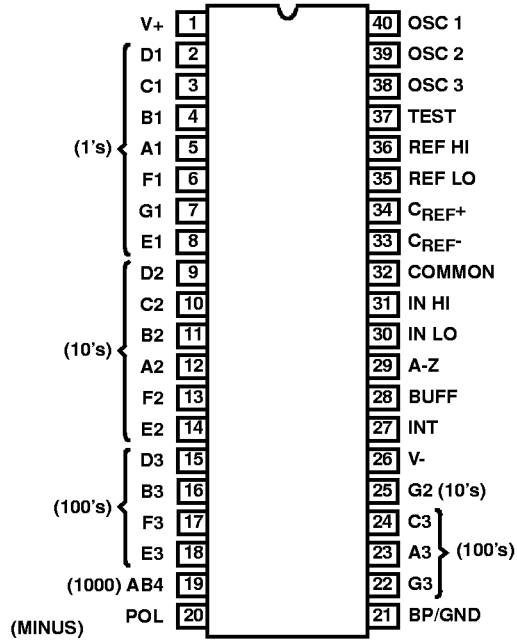 V+ 1 40 OSC 1
D1 2 39 OSC 2
C1 3 38 OSC 3
B1 4 37 TEST
(1's) A1 5 36 REF HI
F1 6 35 REF LO
G1 7 34 CREF+
E1 8 33 CREF-
D2 9 32 COMMON
C2 10 31 IN HI
B2 11 30 IN LO
(10's) A2 12 29 A-Z
F2 13 28 BUFF
E2 14 27 INT
D3 15 26 V-
B3 16 25 G2 (10's)
(100's) F3 17 24 C3
E3 18 23 A3 (100's)
(1000) AB4 19 22 G3
(MINUS) POL 20 21 BP/GND